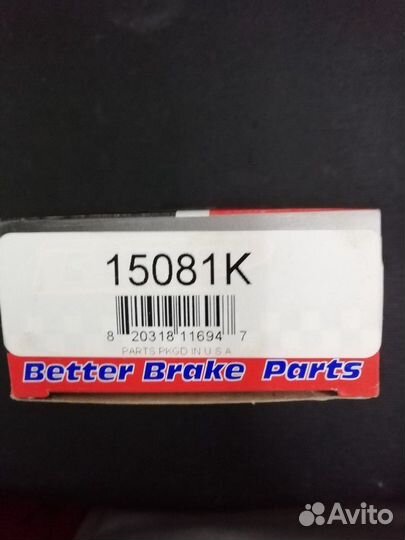 15081K
8 20318 11694 7
PARTS PKGD IN U.S.A
Better Brake Parts
Avito